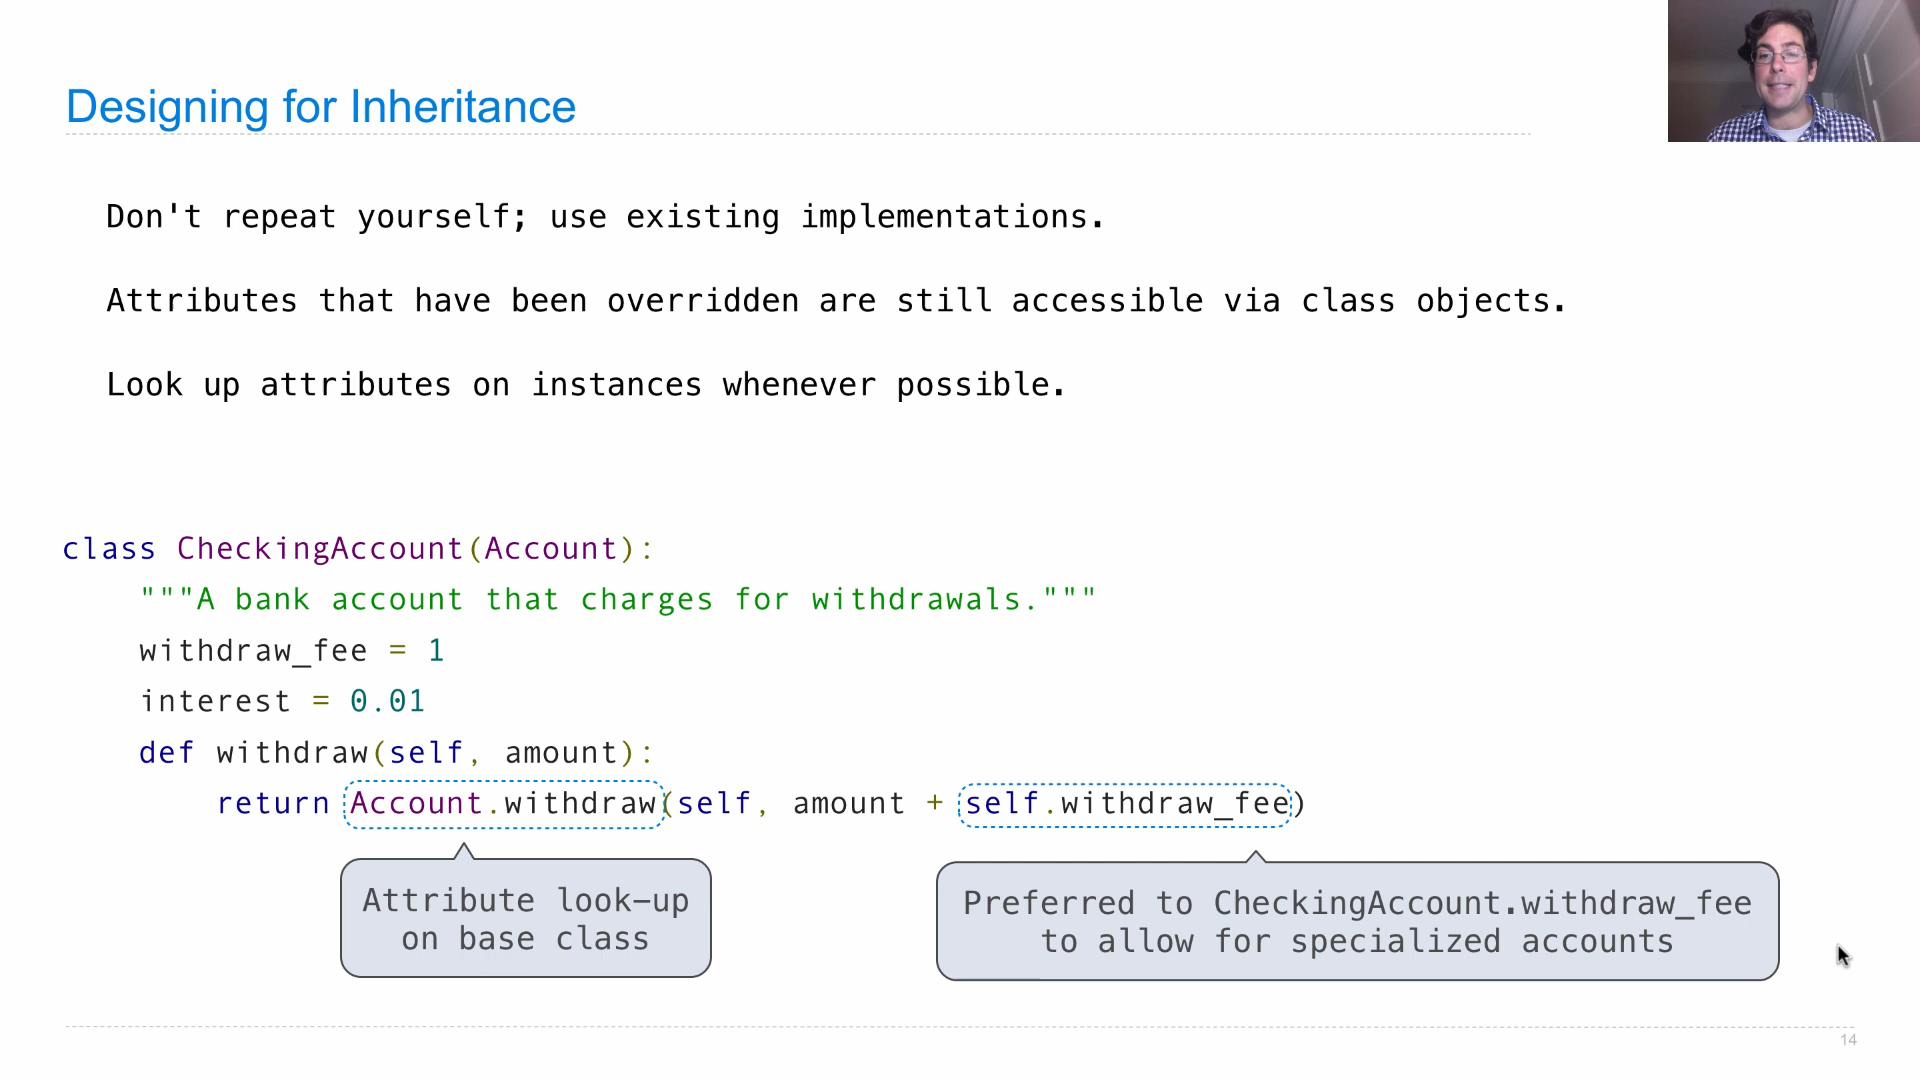 Designing for Inheritance
Don't repeat yourself; use existing implementations.
Attributes that have been overridden are still accessible via class objects.
Look up attributes on instances whenever possible.
class CheckingAccount(Account):
    """A bank account that charges for withdrawals."""
    withdraw_fee = 1
    interest = 0.01
    def withdraw(self, amount):
        return Account.withdraw(self, amount + self.withdraw_fee)
Attribute look-up
on base class
Preferred to CheckingAccount.withdraw_fee
to allow for specialized accounts
14